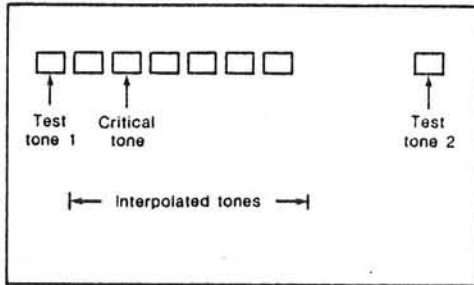 Test
tone 1
Critical
tone
Test
tone 2
Interpolated tones